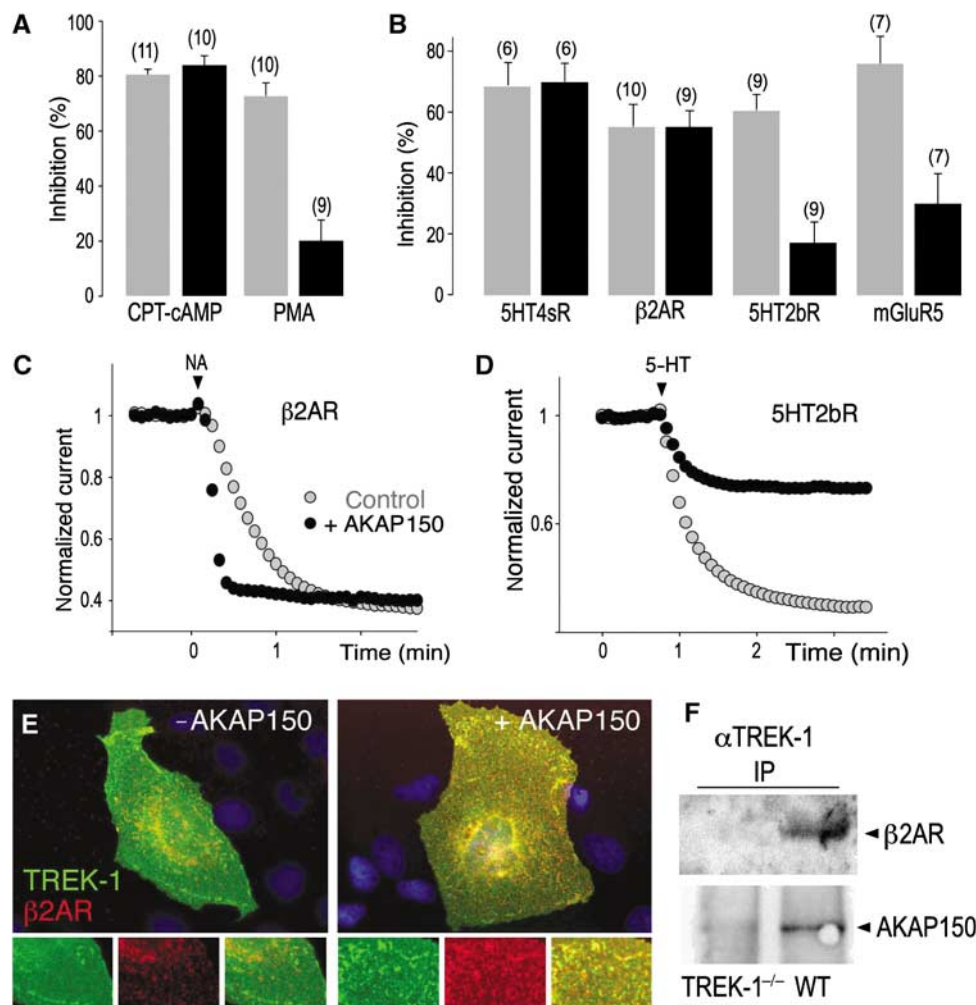 A
Inhibition (%)
100
80
60
40
20
0
(11)
(10)
(10)
(9)
CPT-cAMP
PMA
B
Inhibition (%)
80
60
40
20
0
(6)
(6)
(10)
(9)
(9)
(9)
(7)
(7)
5HT4sR
β2AR
5HT2bR
mGluR5
C
NA
β2AR
Normalized current
1
0.8
0.6
0.4
Control
+ AKAP150
0
1
Time (min)
D
5-HT
5HT2bR
Normalized current
1
0.6
0
1
2
Time (min)
E
- AKAP150
+ AKAP150
TREK-1
β2AR
F
αTREK-1
IP
β2AR
AKAP150
TREK-1-/- WT